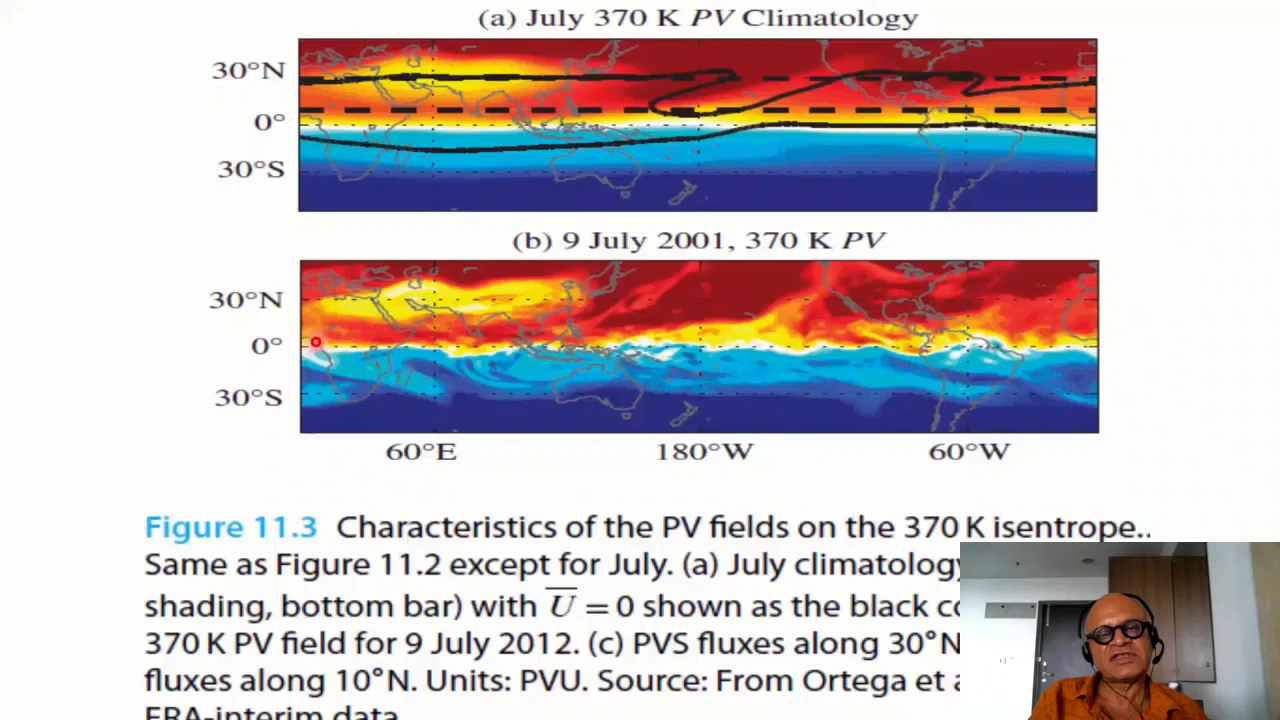 (a) July 370 K PV Climatology
30°N
0°
30°S
(b) 9 July 2001, 370 K PV
30°N
0°
30°S
60°E 180°W 60°W
Figure 11.3 Characteristics of the PV fields on the 370 K isentrope..
Same as Figure 11.2 except for July. (a) July climatology
shading, bottom bar) with U̅ = 0 shown as the black
370 K PV field for 9 July 2012. (c) PVS fluxes along 30°N
fluxes along 10°N. Units: PVU. Source: From Ortega et
ERA-interim data